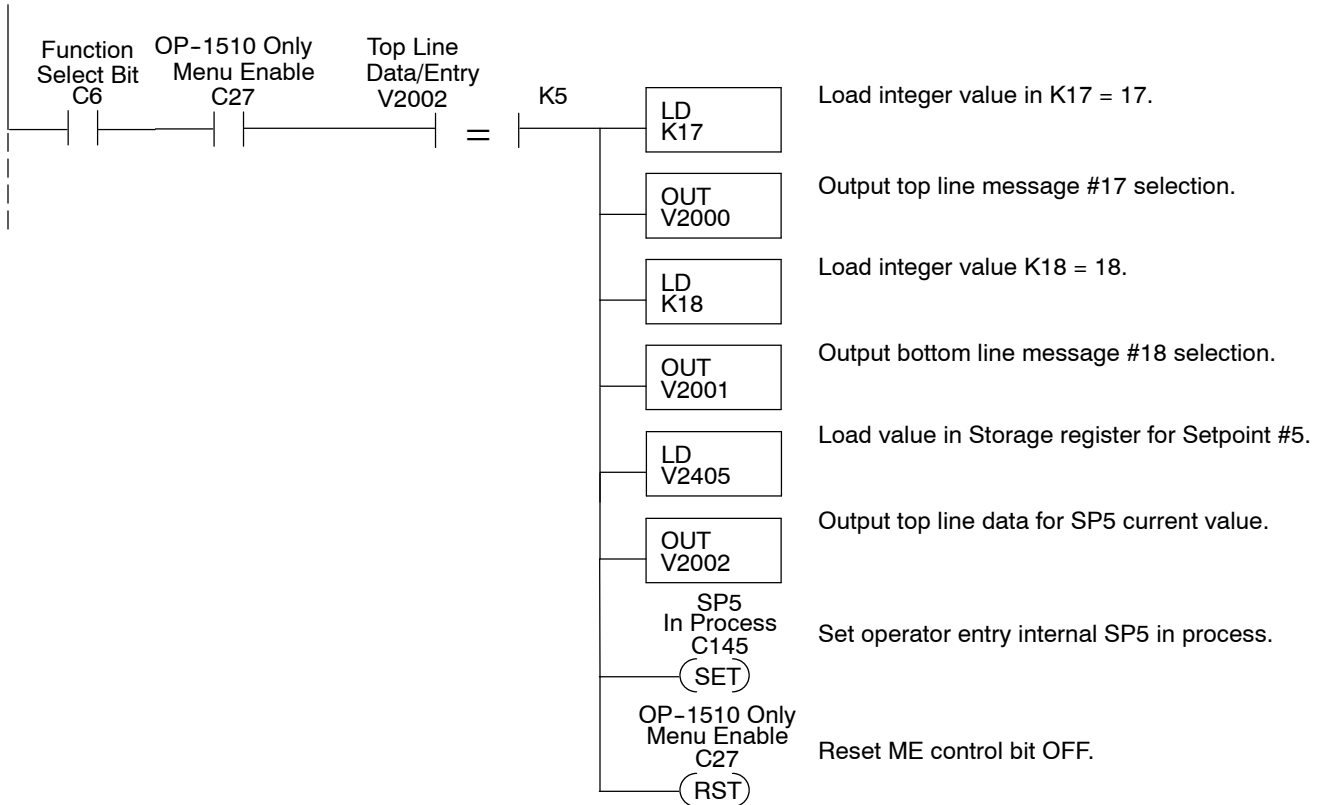 Function
Select Bit
C6
OP-1510 Only
Menu Enable
C27
Top Line
Data/Entry
V2002
=
K5
LD
K17
Load integer value in K17 = 17.
OUT
V2000
Output top line message #17 selection.
LD
K18
Load integer value K18 = 18.
OUT
V2001
Output bottom line message #18 selection.
LD
V2405
Load value in Storage register for Setpoint #5.
OUT
V2002
Output top line data for SP5 current value.
SP5
In Process
C145
SET
Set operator entry internal SP5 in process.
OP-1510 Only
Menu Enable
C27
RST
Reset ME control bit OFF.